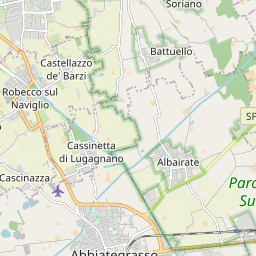 Soriano
Battuello
Castellazzo
de' Barzi
Robecco sul
Naviglio
SP
Cassinetta
di Lugagnano
Albairate
Cascinazza
Parc
Su
Abbiategrasso